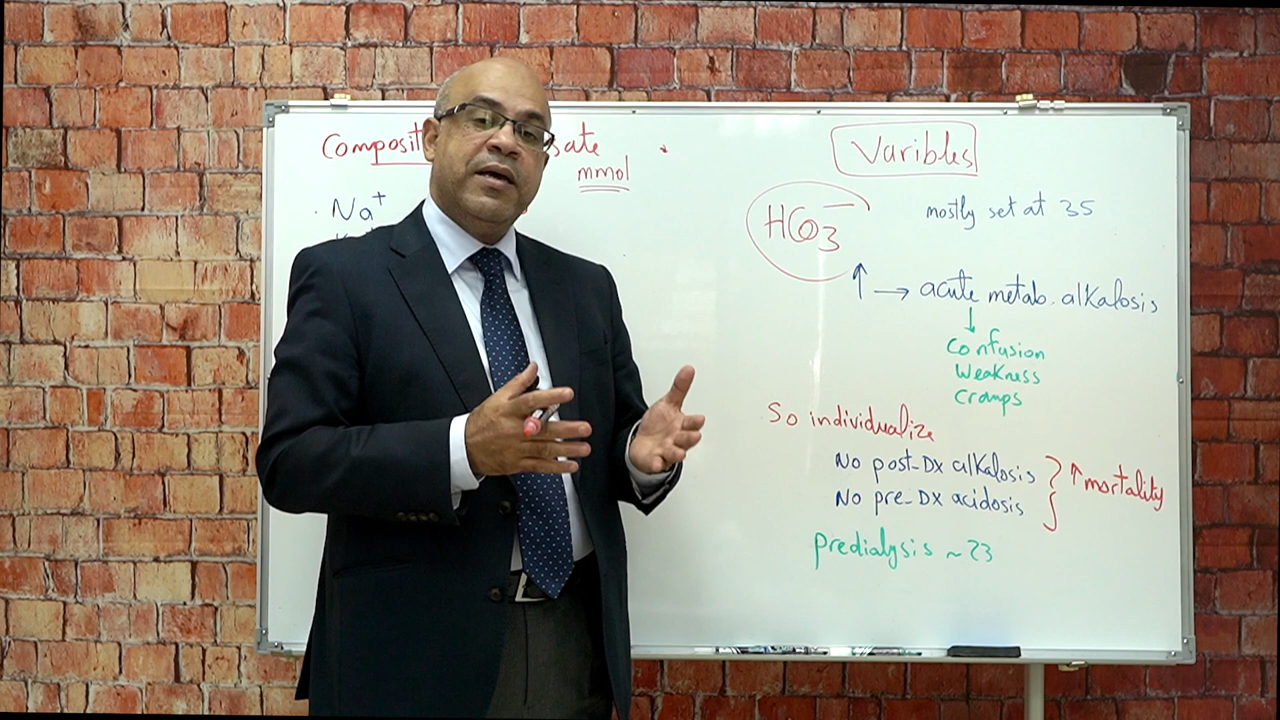 Composit sate
mmol
Na+
Varibles
HCO3-
mostly set at 35
↑ → acute metab. alkalosis
↓
Confusion
Weakness
Cramps
So individualize
No post-Dx alkalosis
No pre-Dx acidosis
} ↑ mortality
predialysis ~ 23